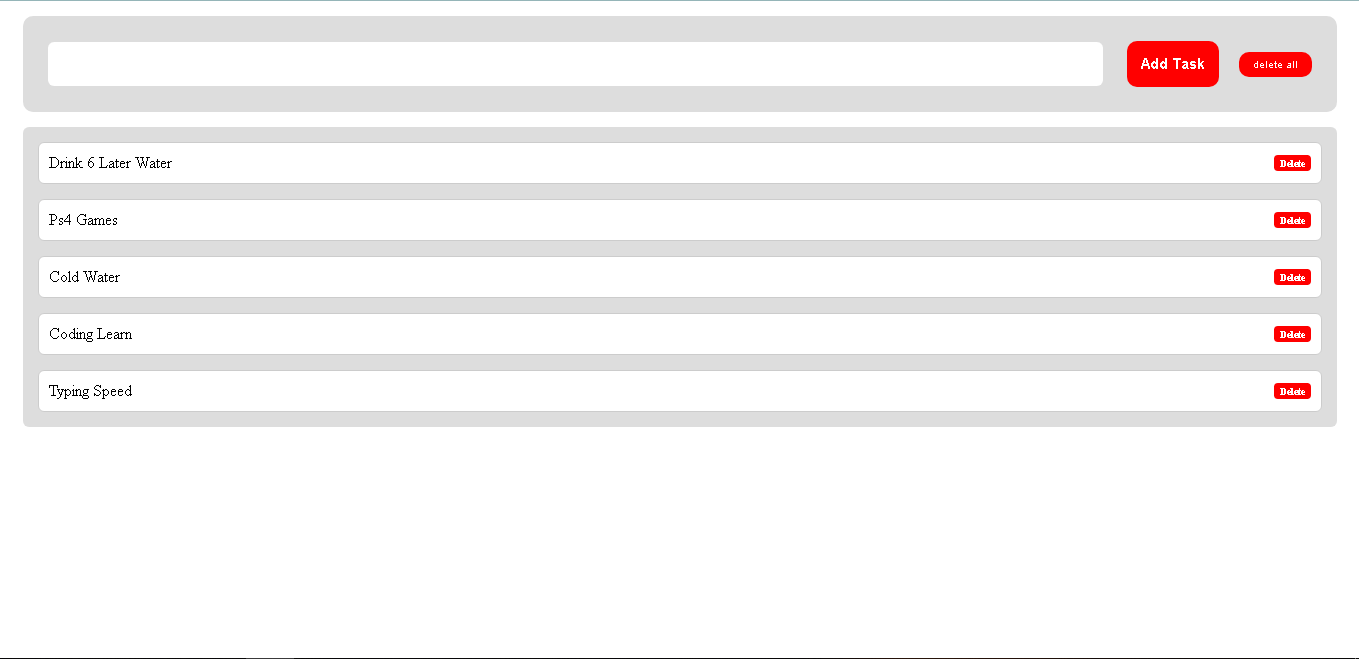 Add Task
delete all
Drink 6 Later Water
Delete
Ps4 Games
Delete
Cold Water
Delete
Coding Learn
Delete
Typing Speed
Delete